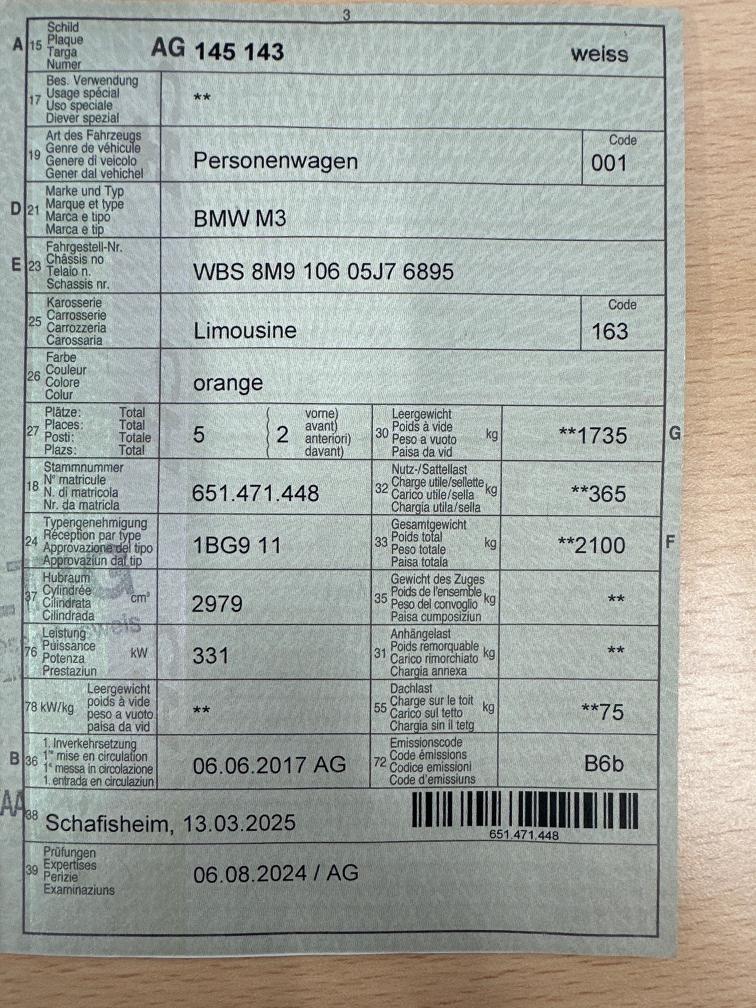 3
A 15 Schild Plaque Targa Numer AG 145 143 weiss
17 Bes. Verwendung Usage spécial Uso speciale Diever spezial **
19 Art des Fahrzeugs Genre de véhicule Genere di veicolo Gener dal vehichel Personenwagen Code 001
D 21 Marke und Typ Marque et type Marca e tipo Marca e tip BMW M3
E 23 Fahrgestell-Nr. Châssis no Telaio n. Schassis nr. WBS 8M9 106 05J7 6895
25 Karosserie Carrosserie Carrozzeria Carossaria Limousine Code 163
26 Farbe Couleur Colore Colur orange
27 Plätze: Total Places: Total Posti: Totale Plazs: Total 5 2 vorne) avant) anteriori) davant)
30 Leergewicht Poids à vide Peso a vuoto Paisa da vid kg **1735 G
18 Stammnummer N° matricule N. di matricola Nr. da matricla 651.471.448
32 Nutz-/Sattellast Charge utile/sellette Carico utile/sella Chargia utila/sella kg **365
24 Typengenehmigung Réception par type Approvazione del tipo Approvaziun dal tip 1BG9 11
33 Gesamtgewicht Poids total Peso totale Paisa totala kg **2100 F
37 Hubraum Cylindrée Cilindrata Cilindrada cm³ 2979
35 Gewicht des Zuges Poids de l'ensemble Peso del convoglio Paisa cumposiziun kg **
76 Leistung Puissance Potenza Prestaziun kW 331
31 Anhängelast Poids remorquable Carico rimorchiato Chargia annexa kg **
78 kW/kg Leergewicht poids à vide peso a vuoto paisa da vid **
55 Dachlast Charge sur le toit Carico sul tetto Chargia sin il tetg kg **75
B 36 1. Inverkehrsetzung 1re mise en circulation 1a messa in circolazione 1. entrada en circulaziun 06.06.2017 AG
72 Emissionscode Code émissions Codice emissioni Code d'emissiuns B6b
38 Schafisheim, 13.03.2025
651.471.448
39 Prüfungen Expertises Perizie Examinaziuns 06.08.2024 / AG